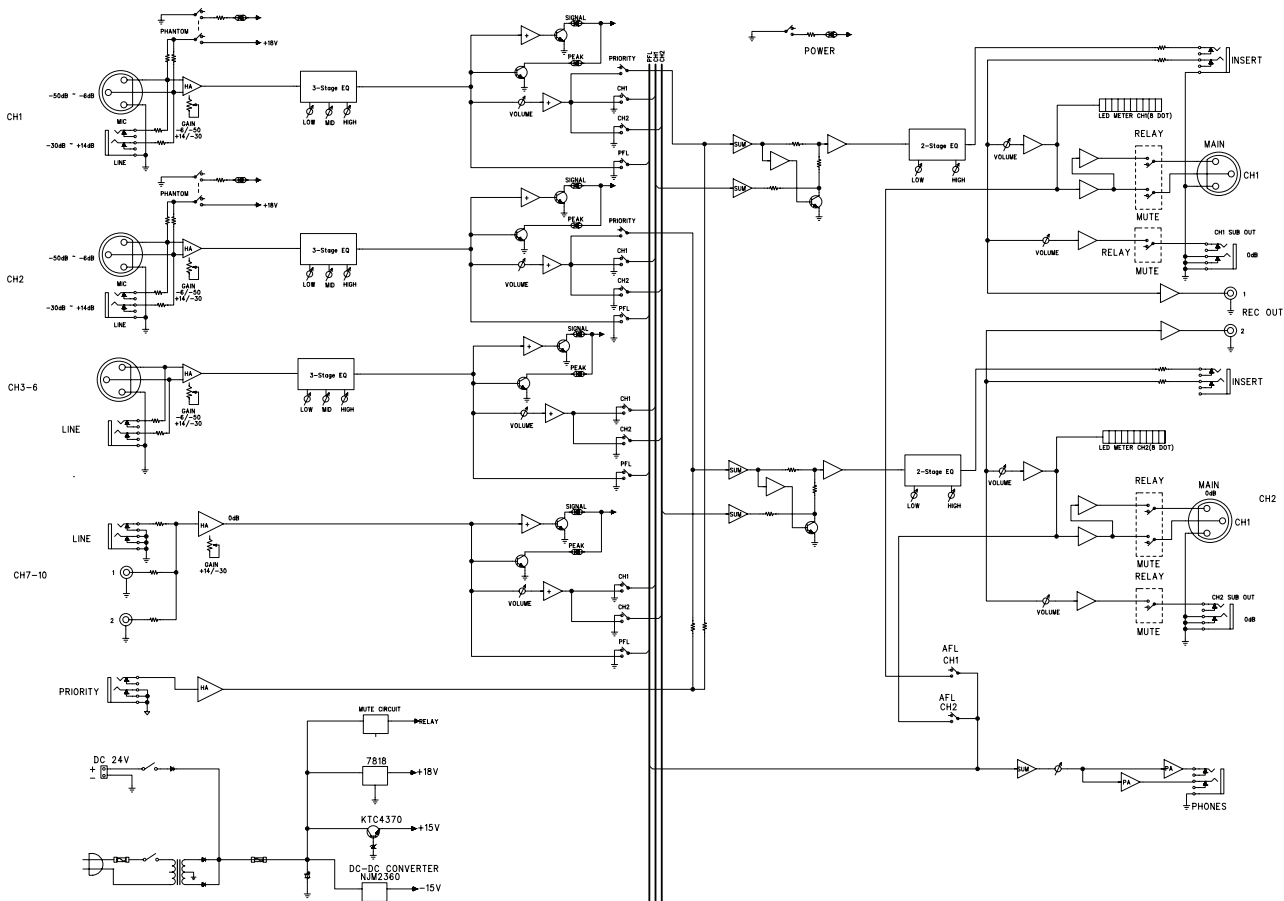 PHANTOM
+18V
CH1
-50dB ~ -6dB
MIC
HA
GAIN
-6/-50
+14/-30
-30dB ~ +14dB
LINE
3-Stage EQ
LOW MID HIGH
SIGNAL
PEAK
VOLUME
PRIORITY
CH1
CH2
PFL
PFL
CH1
CH2
POWER
PHANTOM
+18V
CH2
-50dB ~ -6dB
MIC
HA
GAIN
-6/-50
+14/-30
-30dB ~ +14dB
LINE
3-Stage EQ
LOW MID HIGH
SIGNAL
PEAK
VOLUME
PRIORITY
CH1
CH2
PFL
CH3-6
HA
GAIN
-6/-50
+14/-30
LINE
3-Stage EQ
LOW MID HIGH
SIGNAL
PEAK
VOLUME
CH1
CH2
PFL
CH7-10
LINE
1
2
HA
0dB
GAIN
+14/-30
SIGNAL
PEAK
VOLUME
CH1
CH2
PFL
PRIORITY
HA
SUM
SUM
2-Stage EQ
LOW HIGH
INSERT
LED METER CH1(8 DOT)
VOLUME
RELAY
MUTE
MAIN
CH1
VOLUME
RELAY
MUTE
CH1 SUB OUT
0dB
1
REC OUT
2
INSERT
SUM
SUM
2-Stage EQ
LOW HIGH
LED METER CH2(8 DOT)
VOLUME
RELAY
MUTE
MAIN
0dB
CH1
CH2
RELAY
VOLUME
MUTE
CH2 SUB OUT
0dB
AFL
CH1
AFL
CH2
SUM
PA
PA
PHONES
MUTE CIRCUIT
RELAY
DC 24V
+
-
7818
+18V
KTC4370
+15V
DC-DC CONVERTER
NJM2360
-15V